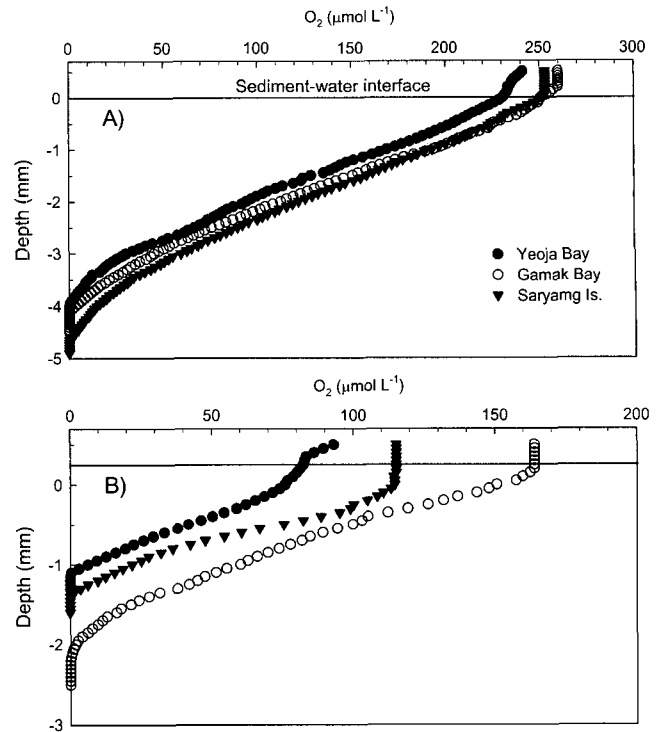 O₂ (μmol L⁻¹)
0 50 100 150 200 250 300
Sediment-water interface
0
A)
-1
-2
-3
-4
-5
Depth (mm)
Yeoja Bay
Gamak Bay
Saryamg Is.
O₂ (μmol L⁻¹)
0 50 100 150 200
0
B)
-1
-2
-3
Depth (mm)